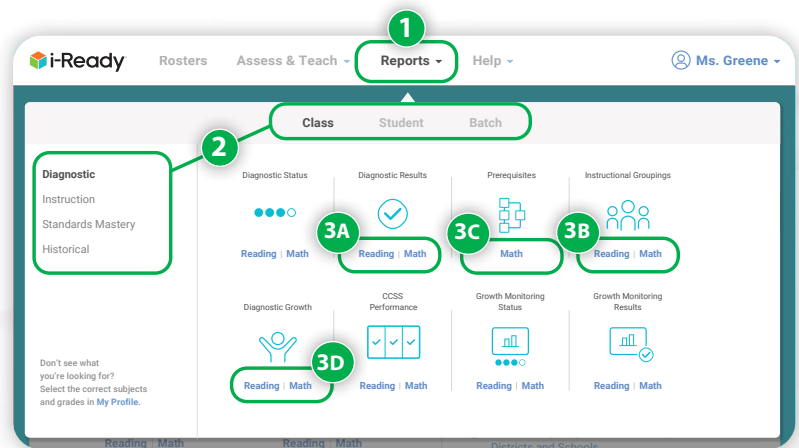 1
i-Ready Rosters Assess & Teach Reports Help Ms. Greene
Class Student Batch
2
Diagnostic
Instruction
Standards Mastery
Historical
Diagnostic Status Diagnostic Results Prerequisites Instructional Groupings
3A 3C 3B
Reading | Math Reading | Math Math Reading | Math
Diagnostic Growth CCSS Performance Growth Monitoring Status Growth Monitoring Results
3D
Reading | Math Reading | Math Reading | Math Reading | Math
Don't see what
you're looking for?
Select the correct subjects
and grades in My Profile.
Reading | Math Reading | Math Districts and Schools